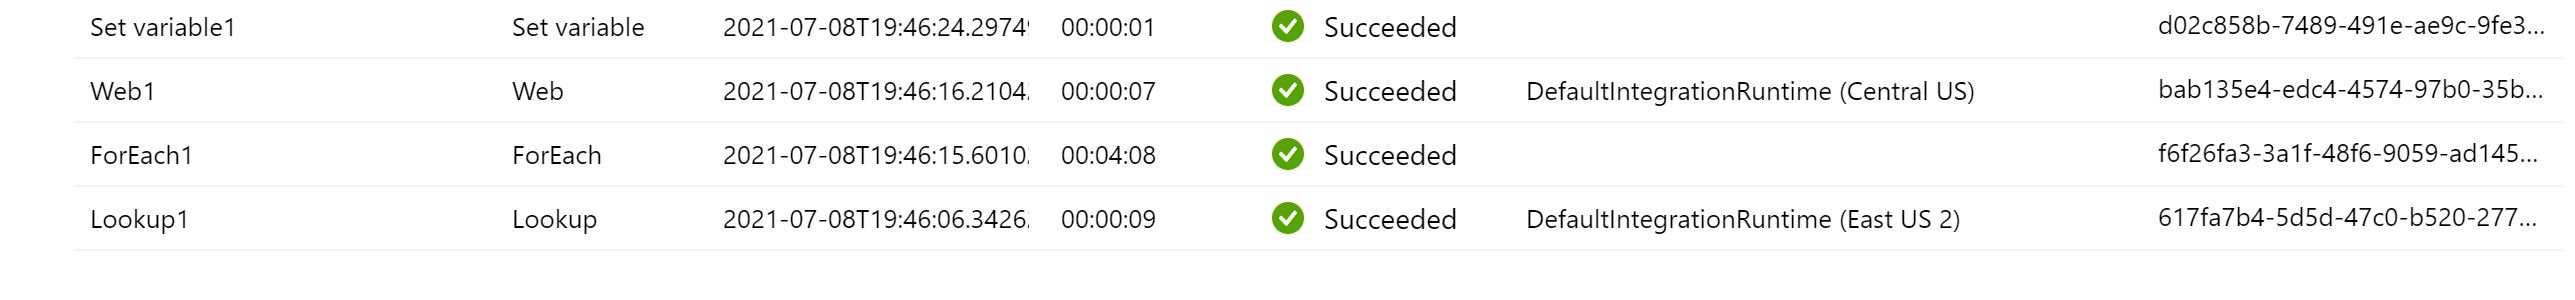 Set variable1 Set variable 2021-07-08T19:46:24.29749 00:00:01 Succeeded d02c858b-7489-491e-ae9c-9fe3...
Web1 Web 2021-07-08T19:46:16.2104 00:00:07 Succeeded DefaultIntegrationRuntime (Central US) bab135e4-edc4-4574-97b0-35b...
ForEach1 ForEach 2021-07-08T19:46:15.6010 00:04:08 Succeeded f6f26fa3-3a1f-48f6-9059-ad145...
Lookup1 Lookup 2021-07-08T19:46:06.3426 00:00:09 Succeeded DefaultIntegrationRuntime (East US 2) 617fa7b4-5d5d-47c0-b520-277...